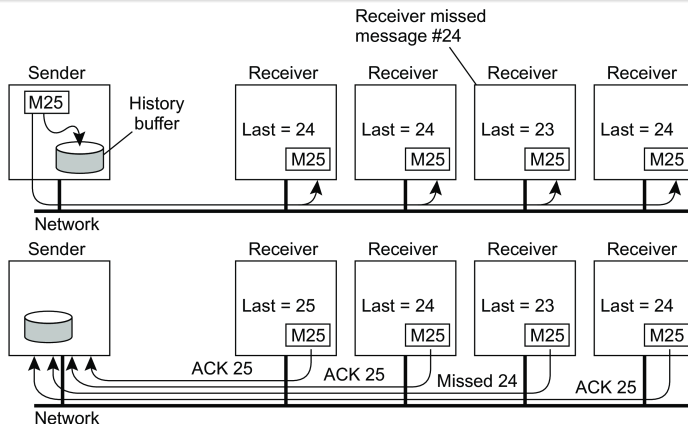 Receiver missed
message #24
Sender
Receiver
Receiver
Receiver
Receiver
M25
History
buffer
Last = 24
Last = 24
Last = 23
Last = 24
M25
M25
M25
M25
Network
Sender
Receiver
Receiver
Receiver
Receiver
Last = 25
Last = 24
Last = 23
Last = 24
M25
M25
M25
M25
ACK 25
ACK 25
Missed 24
ACK 25
Network